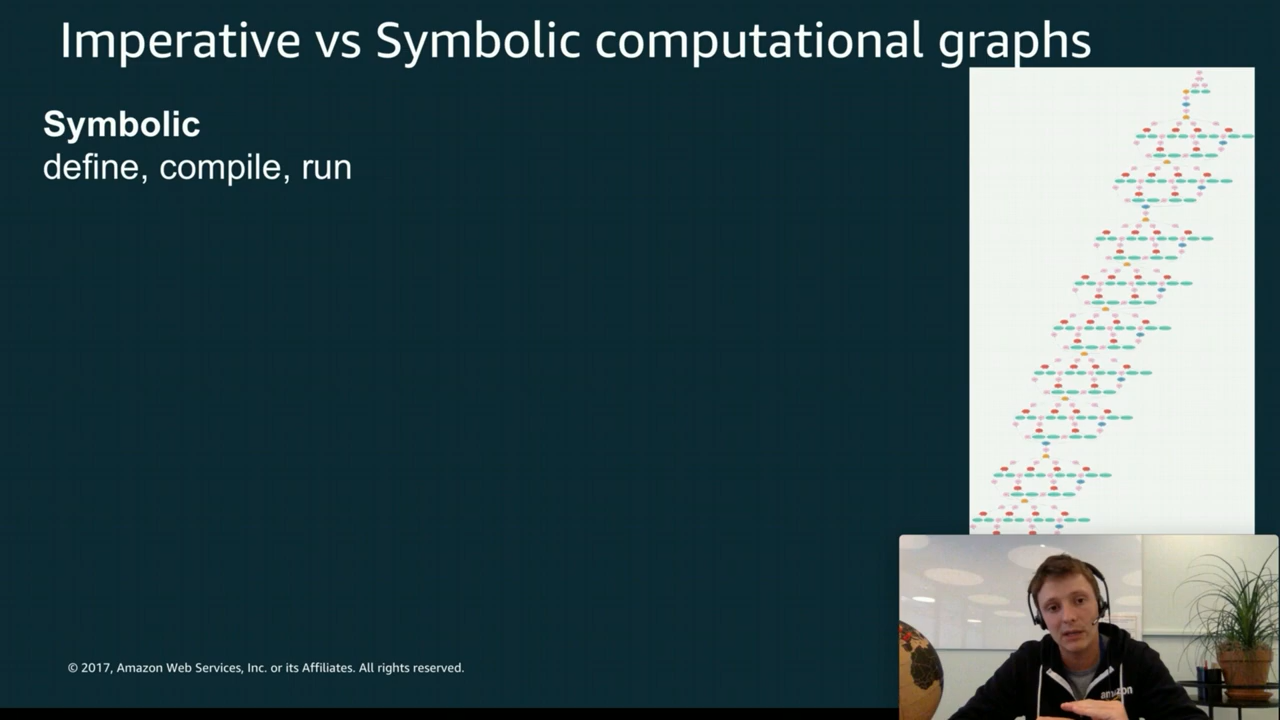 Imperative vs Symbolic computational graphs
Symbolic
define, compile, run
© 2017, Amazon Web Services, Inc. or its Affiliates. All rights reserved.
amazon